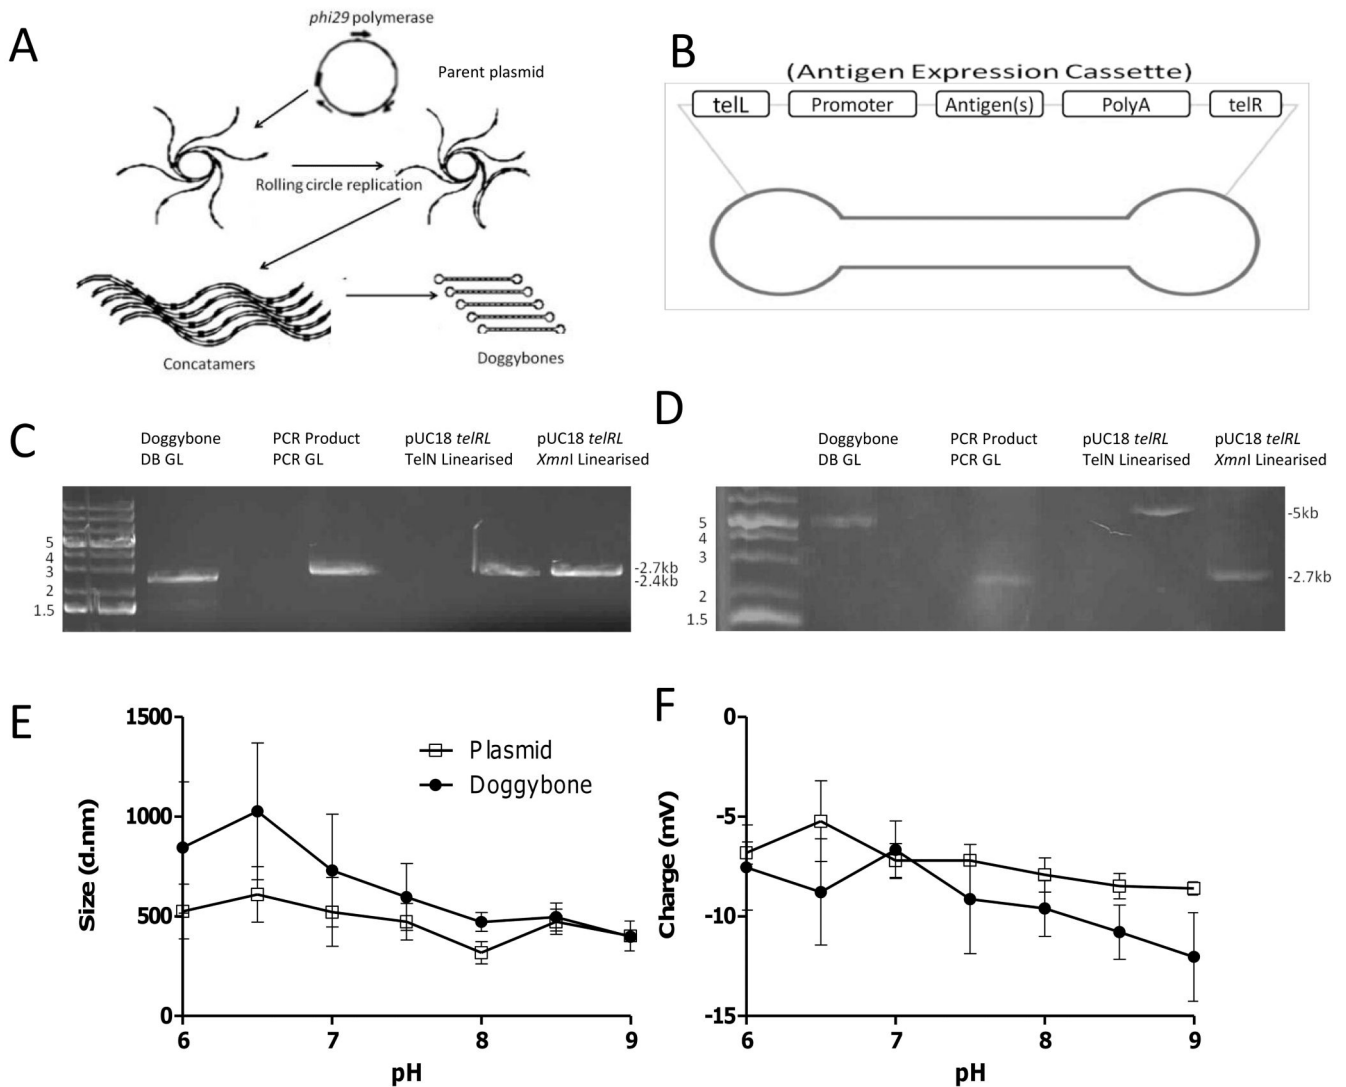 A
phi29 polymerase
Parent plasmid
Rolling circle replication
Concatamers
Doggybones
B
(Antigen Expression Cassette)
telL
Promoter
Antigen(s)
PolyA
telR
C
Doggybone
DB GL
PCR Product
PCR GL
pUC18 telRL
TelN Linearised
pUC18 telRL
XmnI Linearised
5
4
3
2
1.5
-2.7kb
-2.4kb
D
Doggybone
DB GL
PCR Product
PCR GL
pUC18 telRL
TelN Linearised
pUC18 telRL
XmnI Linearised
5
4
3
2
1.5
-5kb
-2.7kb
E
Size (d.nm)
1500
1000
500
0
Plasmid
Doggybone
6
7
8
9
pH
F
Charge (mV)
0
-5
-10
-15
6
7
8
9
pH